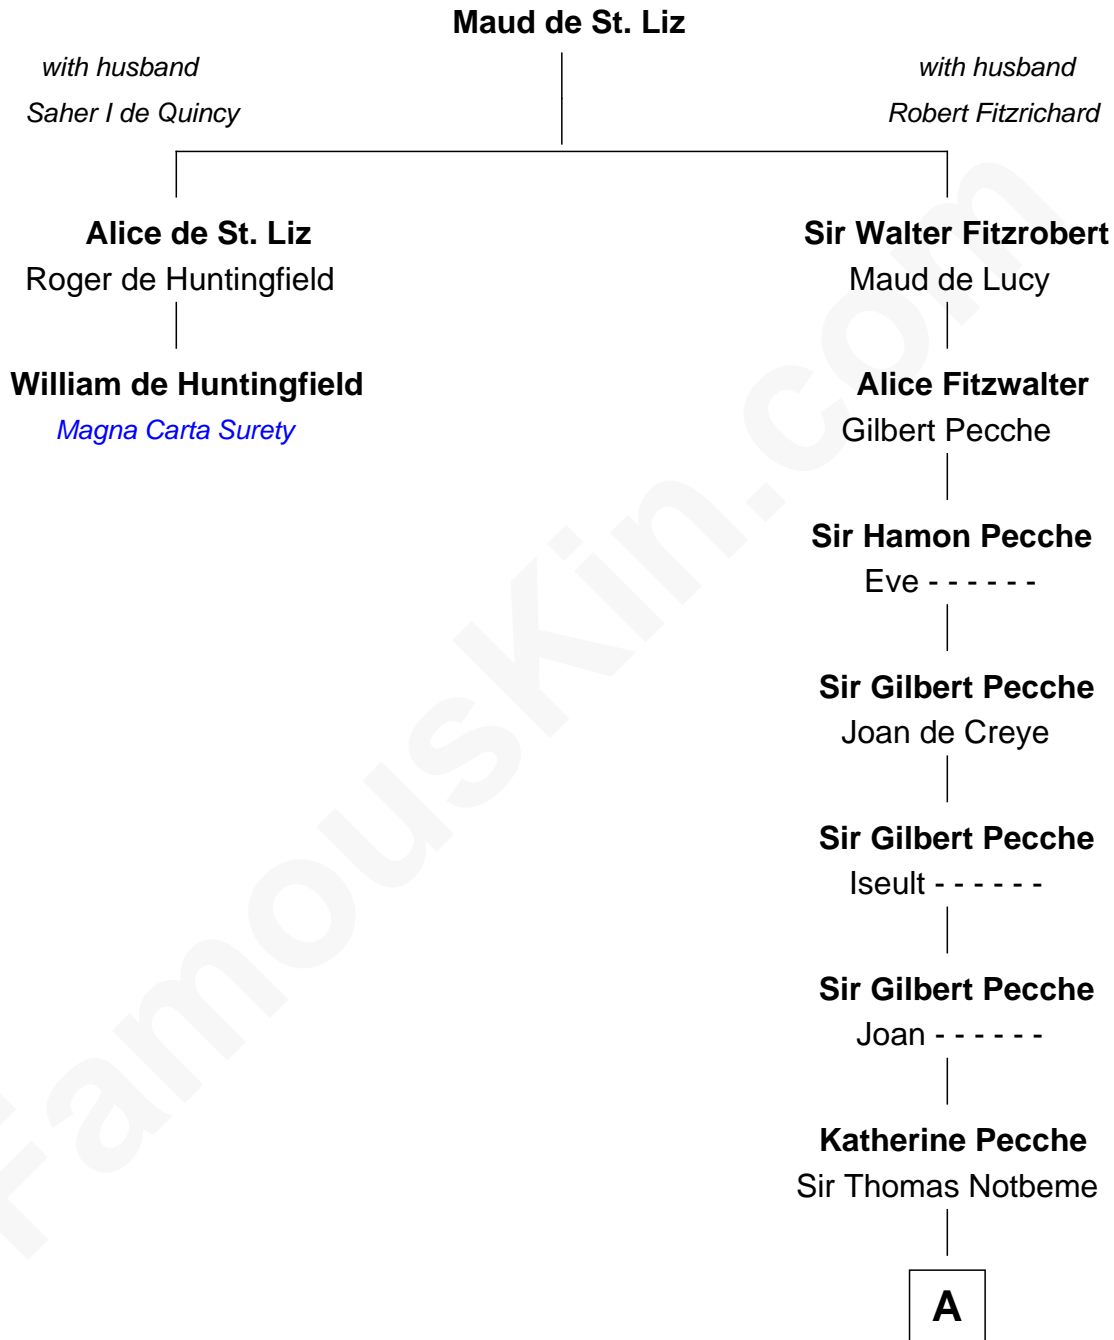 Maud de St. Liz
with husband
Saher I de Quincy
with husband
Robert Fitzrichard
Alice de St. Liz
Roger de Huntingfield
William de Huntingfield
Magna Carta Surety
Sir Walter Fitzrobert
Maud de Lucy
Alice Fitzwalter
Gilbert Pecche
Sir Hamon Pecche
Eve - - - - - -
Sir Gilbert Pecche
Joan de Creye
Sir Gilbert Pecche
Iseult - - - - - -
Sir Gilbert Pecche
Joan - - - - - -
Katherine Pecche
Sir Thomas Notbeme
A
FamousKin.com